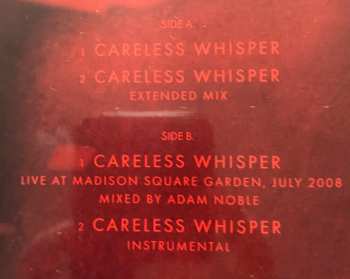 SIDE A.
1 CARELESS WHISPER
2 CARELESS WHISPER
EXTENDED MIX
SIDE B.
1 CARELESS WHISPER
LIVE AT MADISON SQUARE GARDEN, JULY 2008
MIXED BY ADAM NOBLE
2 CARELESS WHISPER
INSTRUMENTAL